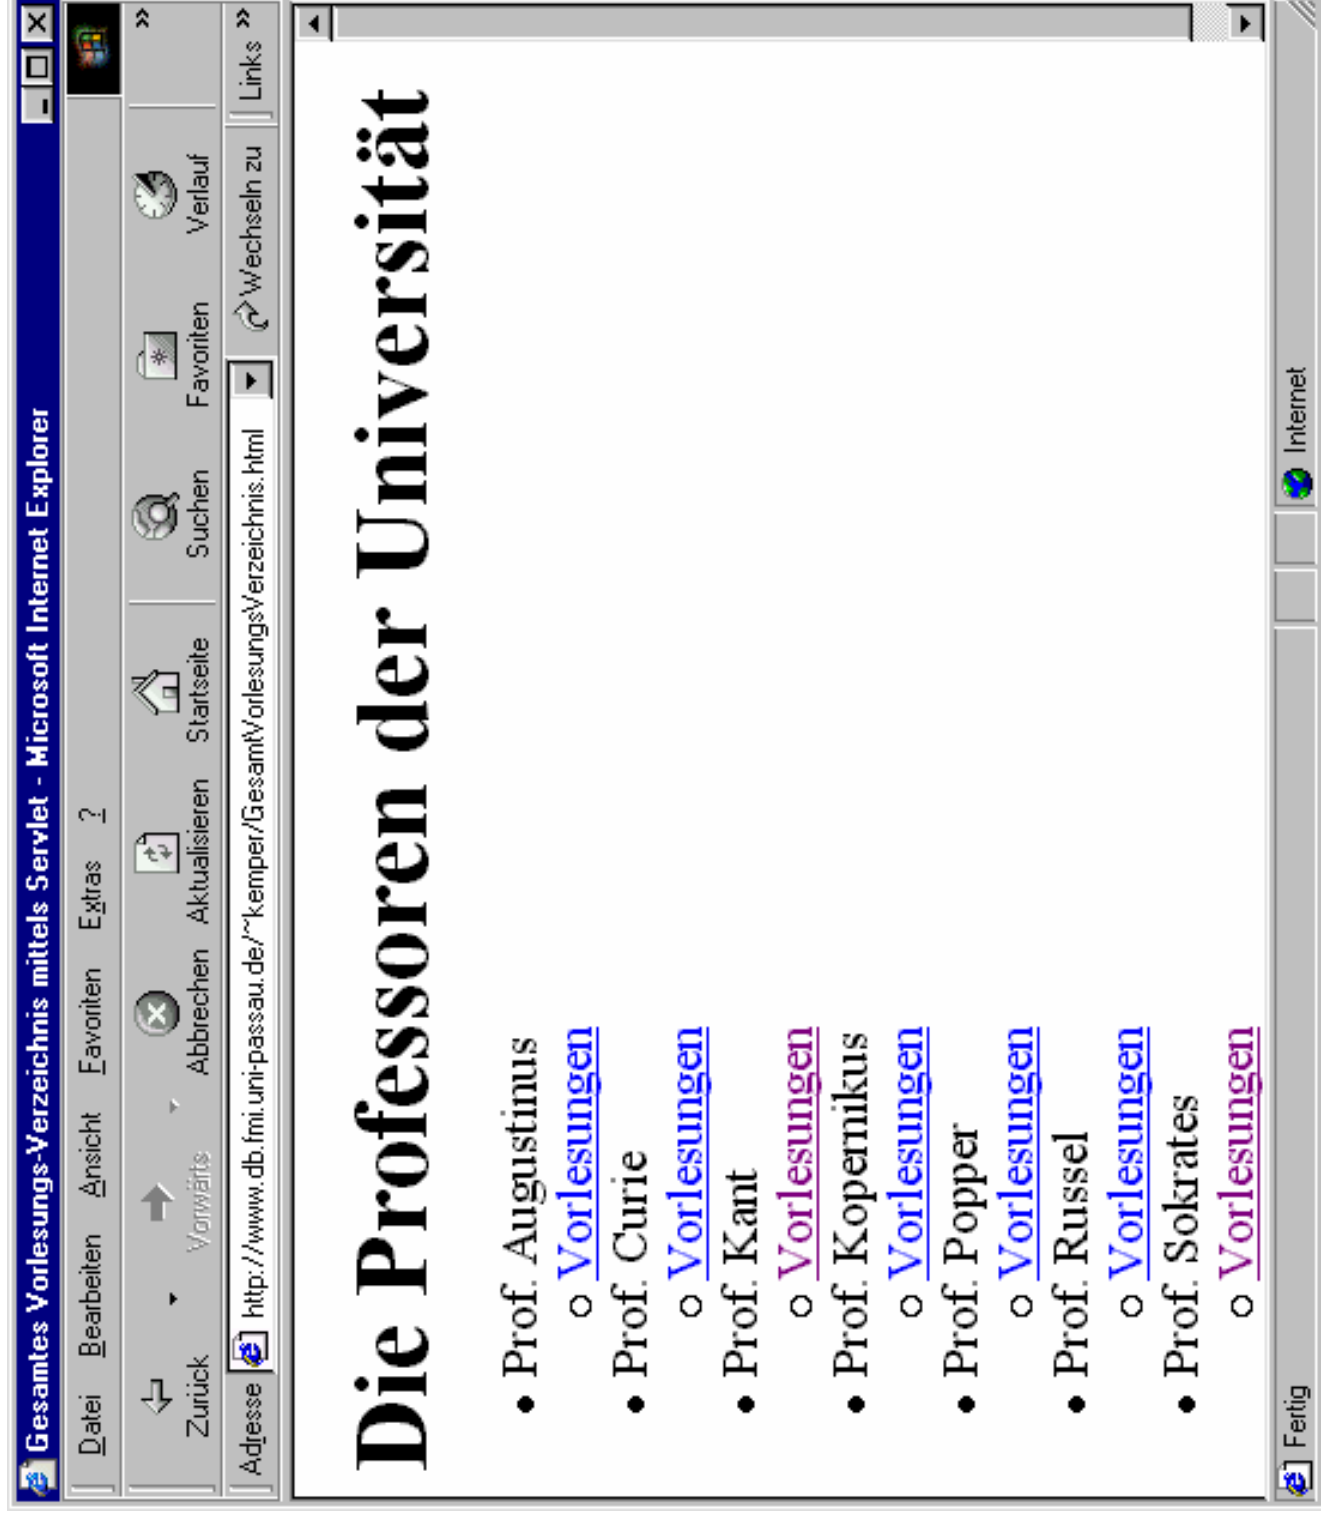 Gesamtes Vorlesungs-Verzeichnis mittels Servlet - Microsoft Internet Explorer
Datei Bearbeiten Ansicht Favoriten Extras ?
Zurück Vorwärts Abbrechen Aktualisieren Startseite Suchen Favoriten Verlauf »
Adresse http://www.db.fmi.uni-passau.de/~kemper/GesamtVorlesungsVerzeichnis.html Wechseln zu Links »
Die Professoren der Universität
• Prof. Augustinus
○ Vorlesungen
• Prof. Curie
○ Vorlesungen
• Prof. Kant
○ Vorlesungen
• Prof. Kopernikus
○ Vorlesungen
• Prof. Popper
○ Vorlesungen
• Prof. Russel
○ Vorlesungen
• Prof. Sokrates
○ Vorlesungen
Fertig Internet